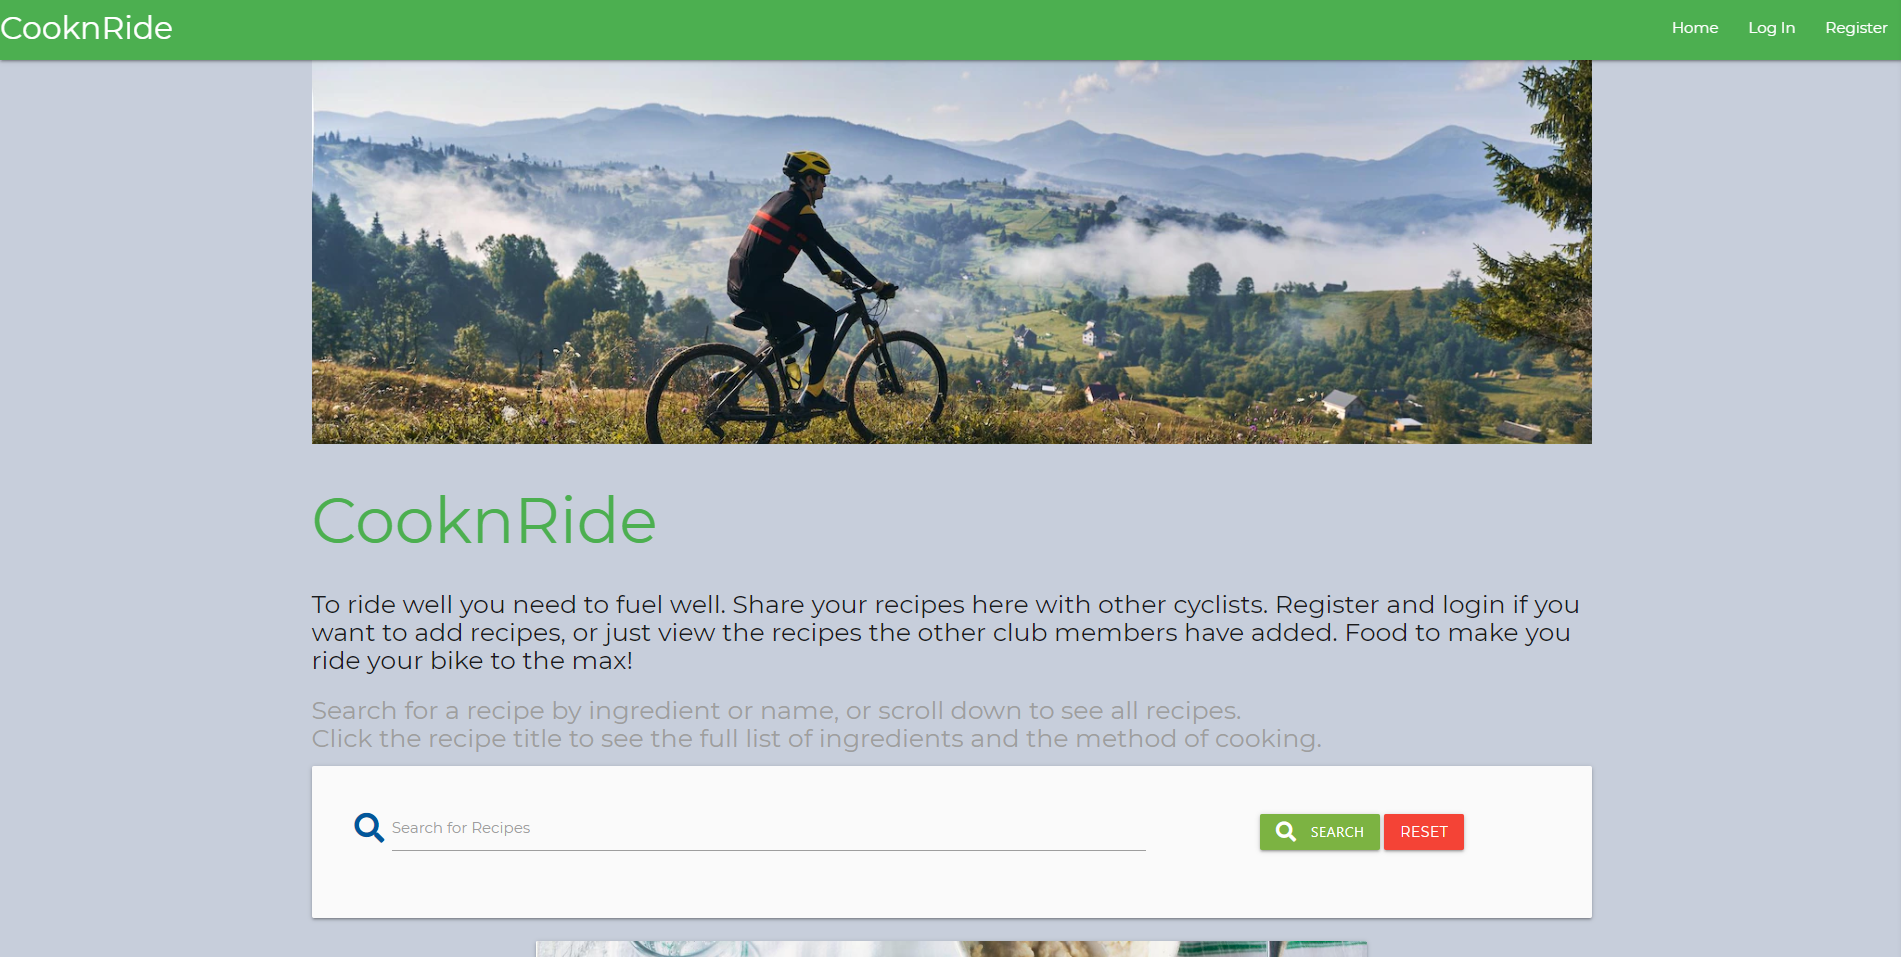 CooknRide
Home Log In Register
CooknRide
To ride well you need to fuel well. Share your recipes here with other cyclists. Register and login if you
want to add recipes, or just view the recipes the other club members have added. Food to make you
ride your bike to the max!
Search for a recipe by ingredient or name, or scroll down to see all recipes.
Click the recipe title to see the full list of ingredients and the method of cooking.
Search for Recipes
SEARCH RESET